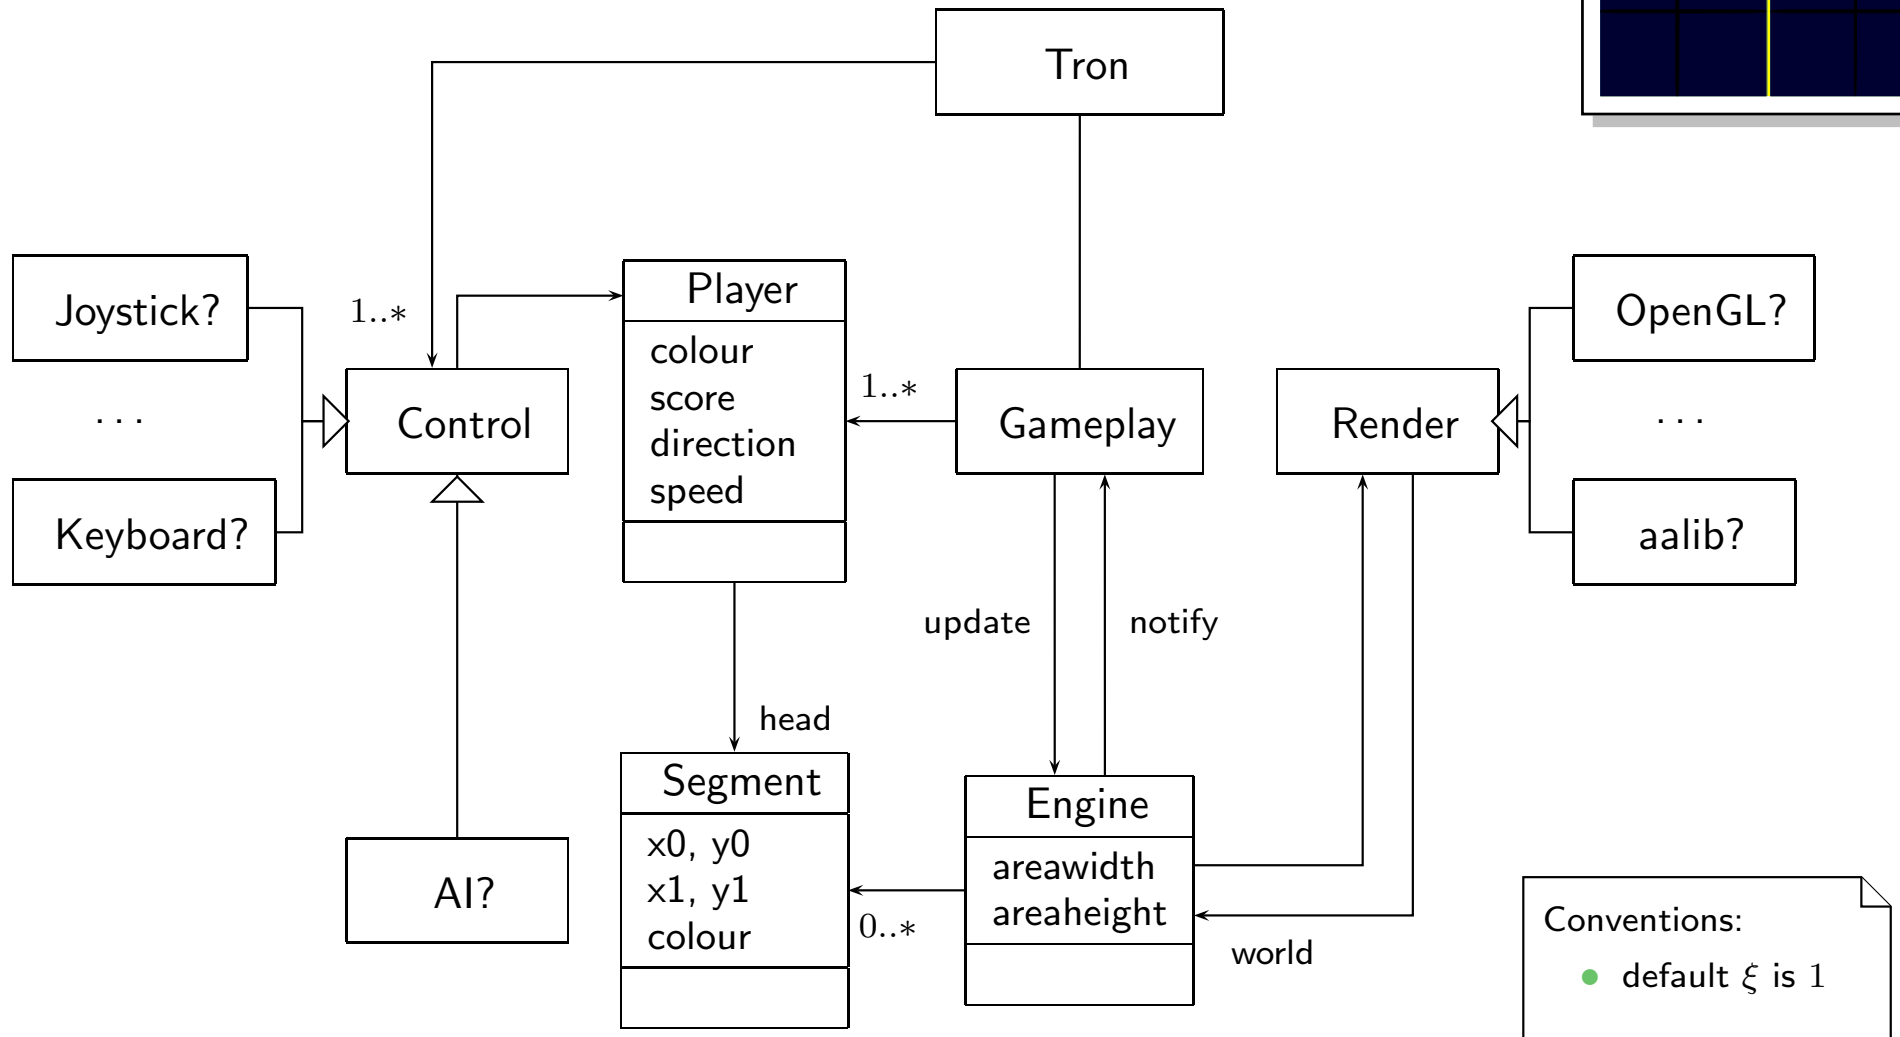 Tron
Joystick?
. . .
Keyboard?
1..∗
Control
AI?
Player
colour
score
direction
speed
1..∗
Gameplay
Render
OpenGL?
. . .
aalib?
update
notify
head
Segment
x0, y0
x1, y1
colour
0..∗
Engine
areawidth
areaheight
world
Conventions:
• default ξ is 1